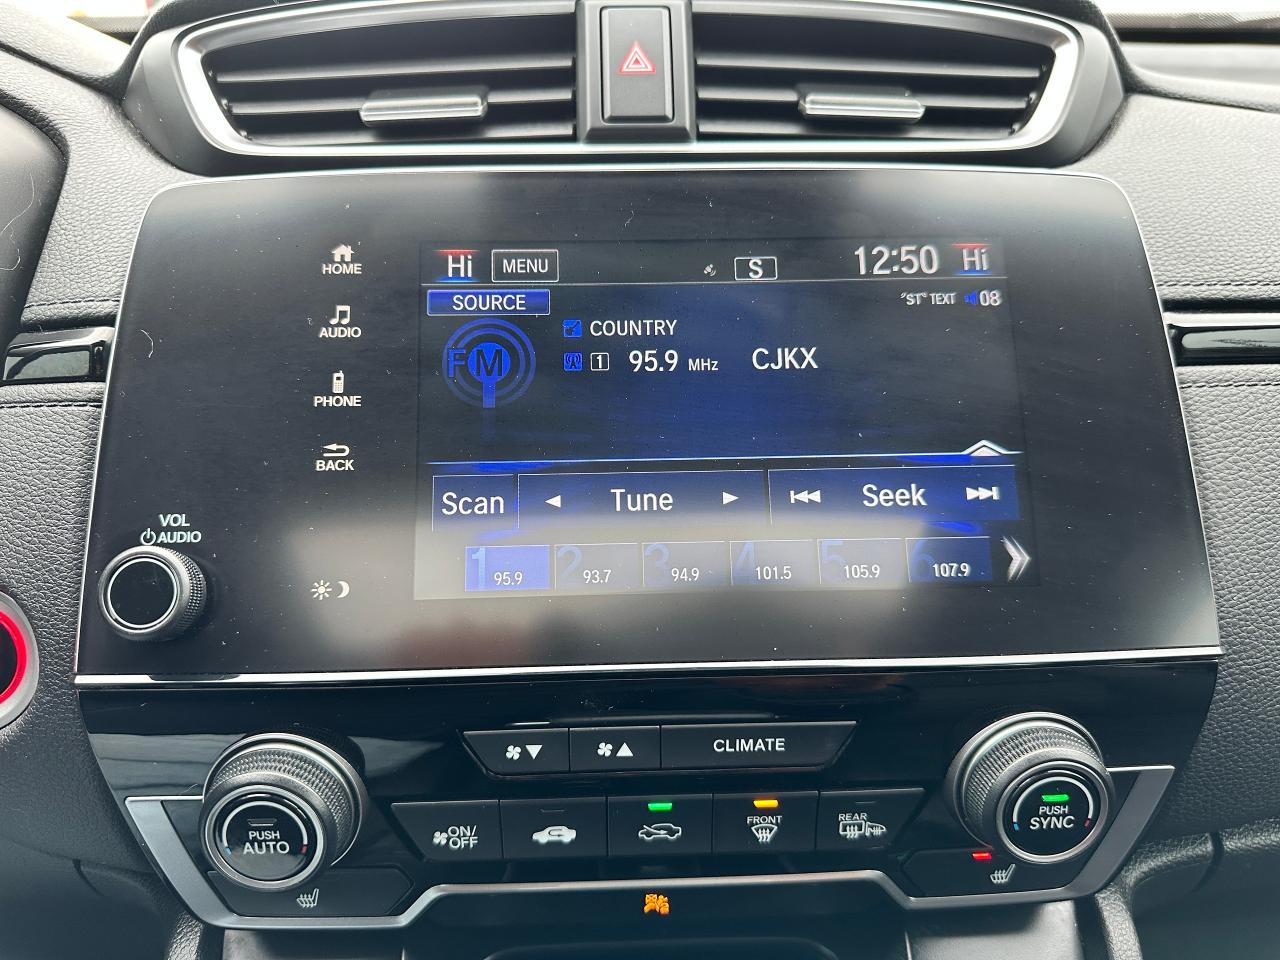 HOME
AUDIO
PHONE
BACK
VOL
AUDIO
Hi MENU S 12:50 Hi
SOURCE "ST" TEXT 08
FM
COUNTRY
1 95.9 MHz CJKX
Scan Tune Seek
1 95.9 2 93.7 3 94.9 4 101.5 5 105.9 6 107.9
CLIMATE
PUSH
AUTO
ON/
OFF
FRONT
REAR
PUSH
SYNC